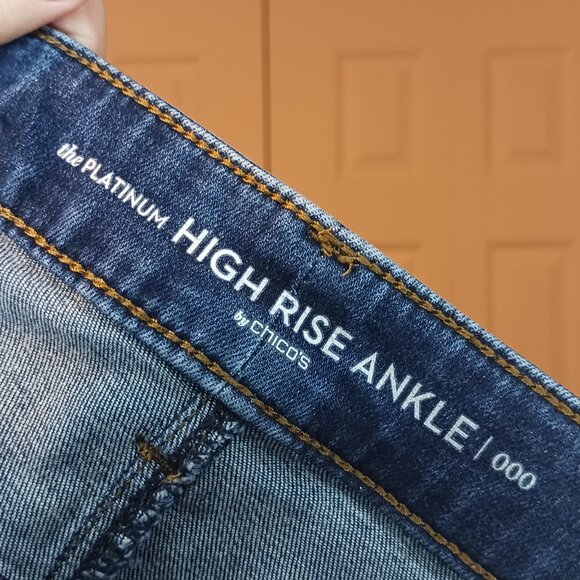 the PLATINUM HIGH RISE ANKLE | 000
by chico's